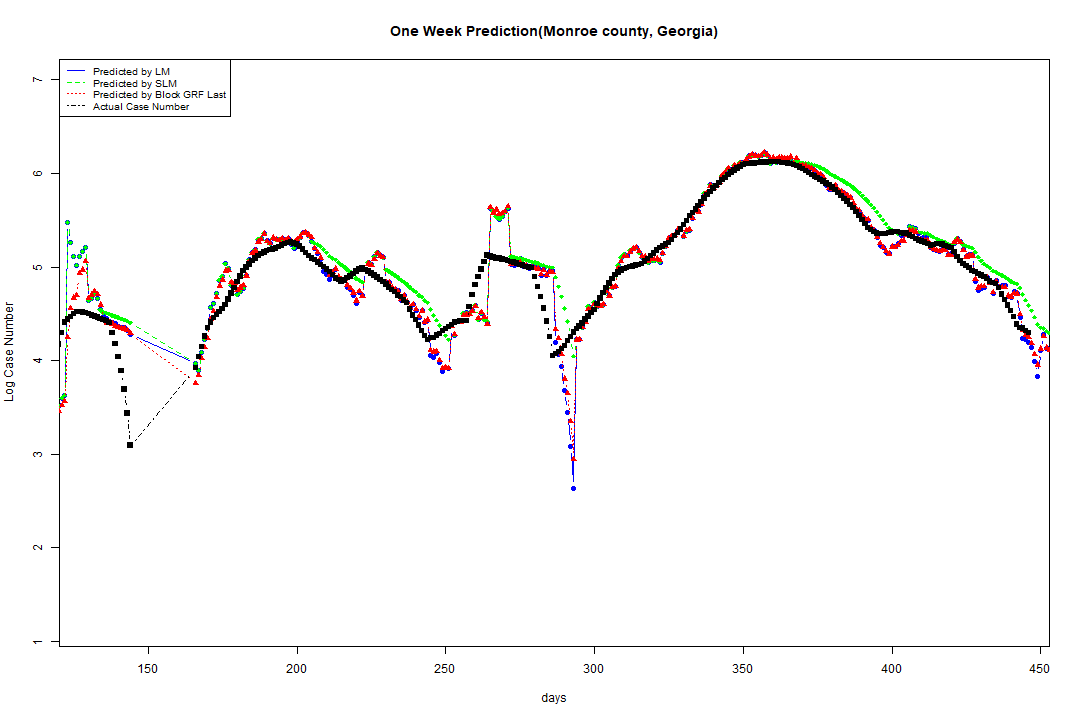 One Week Prediction(Monroe county, Georgia)
Predicted by LM
Predicted by SLM
Predicted by Block GRF Last
Actual Case Number
7
6
5
4
3
2
1
Log Case Number
150 200 250 300 350 400 450
days